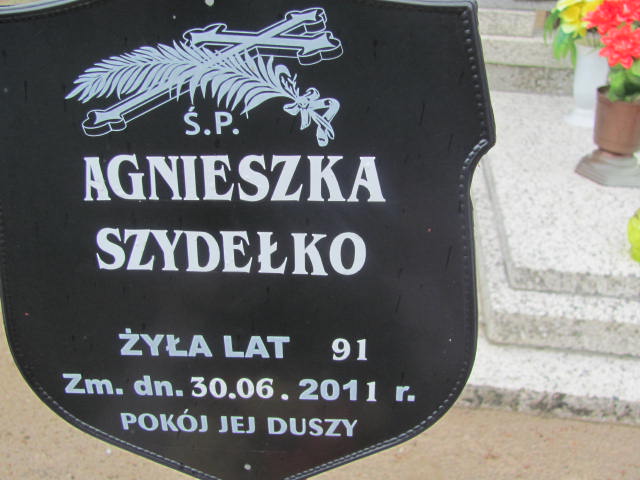 Ś.P.
AGNIESZKA
SZYDEŁKO
ŻYŁA LAT 91
Zm. dn. 30.06. 2011 r.
POKÓJ JEJ DUSZY